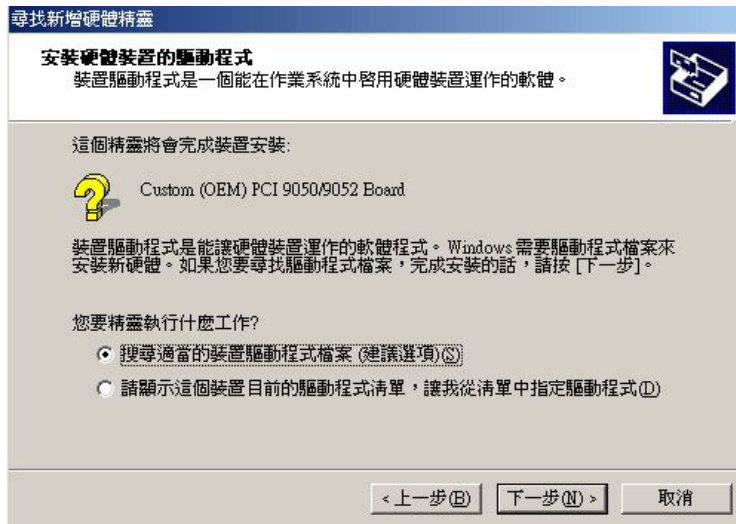 尋找新增硬體精靈
安裝硬體裝置的驅動程式
裝置驅動程式是一個能在作業系統中啟用硬體裝置運作的軟體。
這個精靈將會完成裝置安裝:
Custom (OEM) PCI 9050/9052 Board
裝置驅動程式是能讓硬體裝置運作的軟體程式。Windows 需要驅動程式檔案來
安裝新硬體。如果您要尋找驅動程式檔案，完成安裝的話，請按 [下一步]。
您要精靈執行什麼工作?
搜尋適當的裝置驅動程式檔案 (建議選項)(S)
請顯示這個裝置目前的驅動程式清單，讓我從清單中指定驅動程式(D)
< 上一步(B) 下一步(N) > 取消